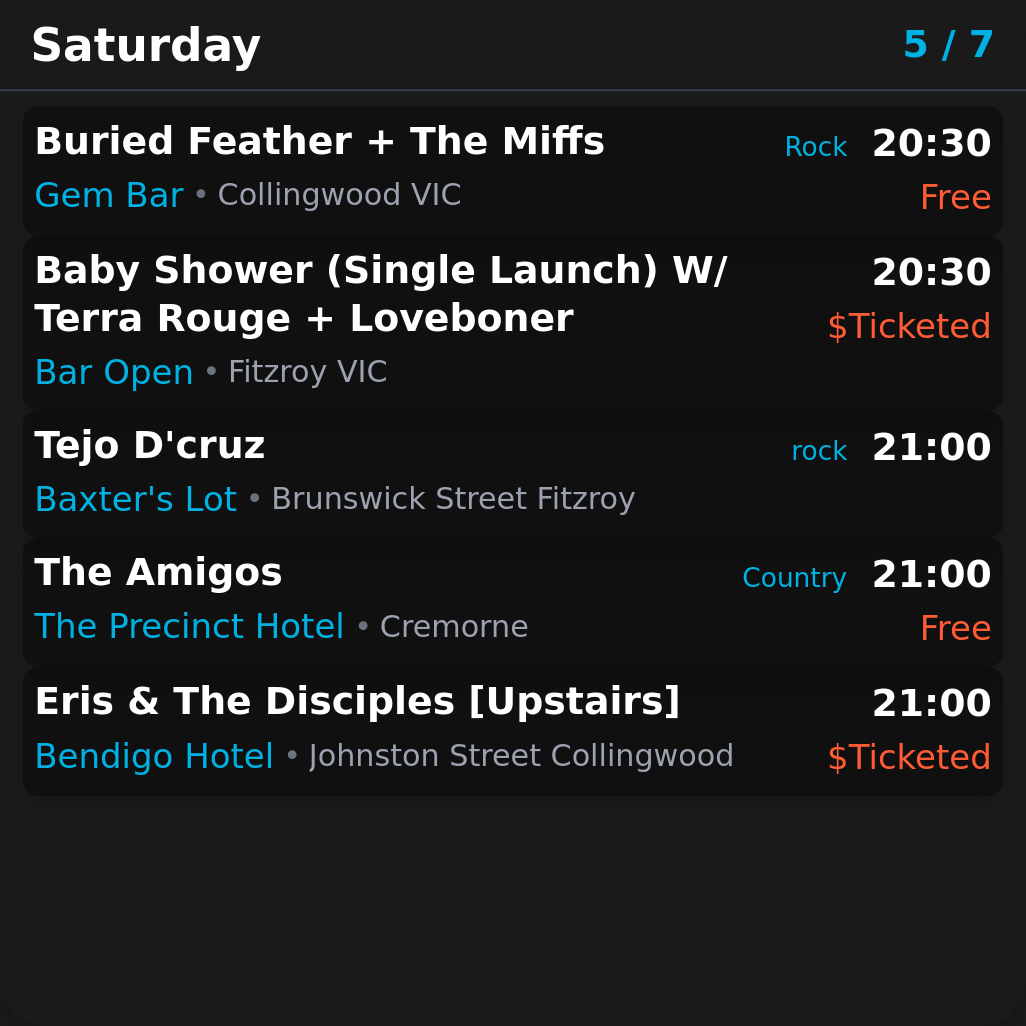 Saturday 5 / 7
Buried Feather + The Miffs Rock 20:30
Gem Bar • Collingwood VIC Free
Baby Shower (Single Launch) W/ 20:30
Terra Rouge + Loveboner $Ticketed
Bar Open • Fitzroy VIC
Tejo D'cruz rock 21:00
Baxter's Lot • Brunswick Street Fitzroy
The Amigos Country 21:00
The Precinct Hotel • Cremorne Free
Eris & The Disciples [Upstairs] 21:00
Bendigo Hotel • Johnston Street Collingwood $Ticketed